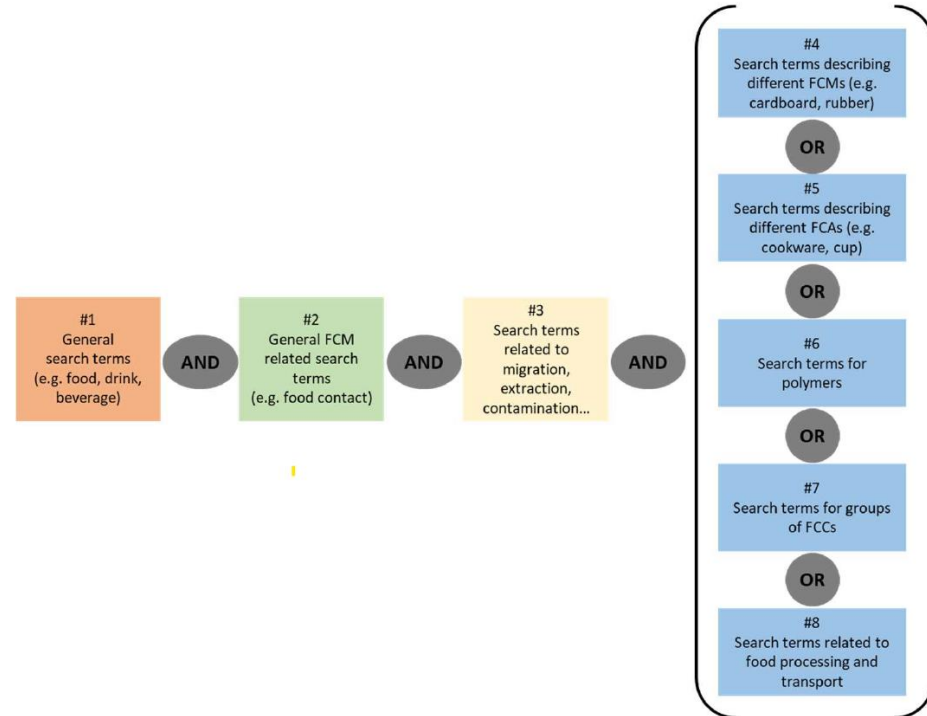 #1
General
search terms
(e.g. food, drink,
beverage)
AND
#2
General FCM
related search
terms
(e.g. food contact)
AND
#3
Search terms
related to
migration,
extraction,
contamination...
AND
#4
Search terms describing
different FCMs (e.g.
cardboard, rubber)
OR
#5
Search terms describing
different FCAs (e.g.
cookware, cup)
OR
#6
Search terms for
polymers
OR
#7
Search terms for groups
of FCCs
OR
#8
Search terms related to
food processing and
transport